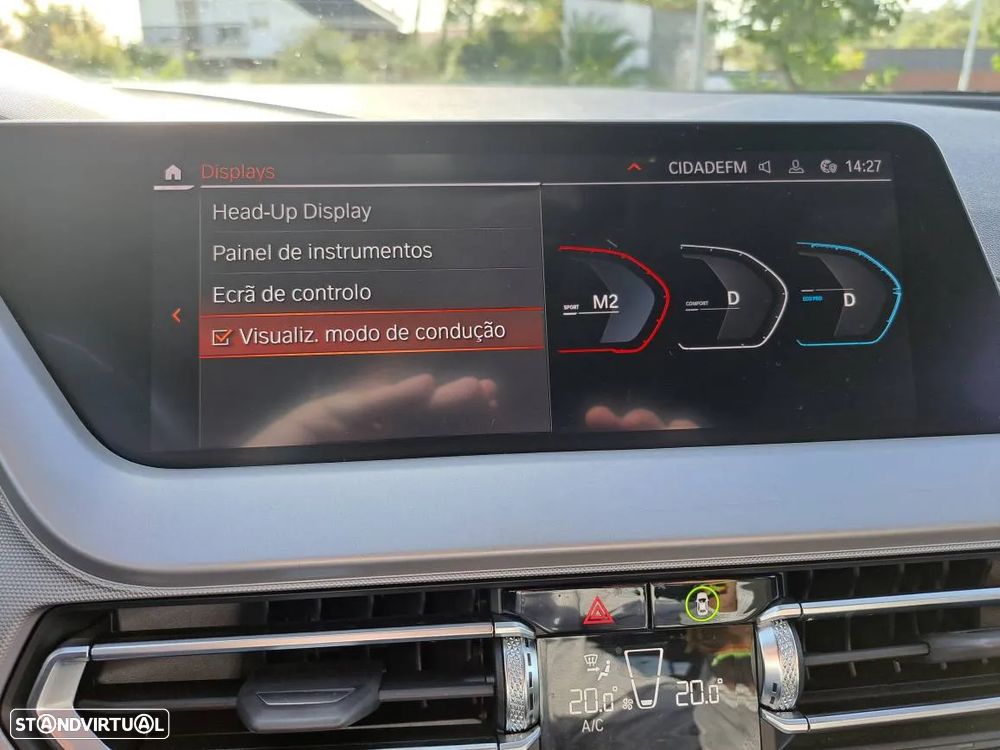 Displays
CIDADEFM 14:27
Head-Up Display
Painel de instrumentos
Ecrã de controlo
Visualiz. modo de condução
SPORT M2
COMFORT D
ECO PRO D
20.0° 20.0°
A/C
STANDVIRTUAL